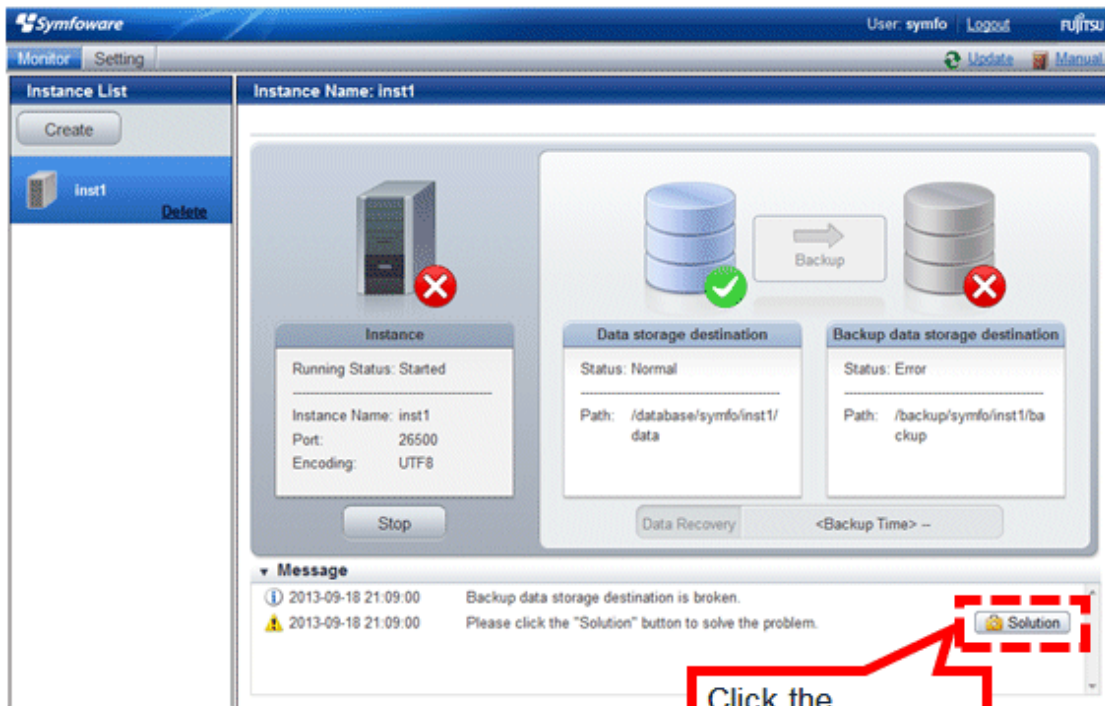 Symfoware
User: symfo Logout FUJITSU
Monitor Setting
Update Manual
Instance List
Create
inst1
Delete
Instance Name: inst1
Backup
Instance
Running Status: Started
Instance Name: inst1
Port: 26500
Encoding: UTF8
Stop
Data storage destination
Status: Normal
Path: /database/symfo/inst1/
data
Backup data storage destination
Status: Error
Path: /backup/symfo/inst1/ba
ckup
Data Recovery <Backup Time> --
Message
2013-09-18 21:09:00 Backup data storage destination is broken.
2013-09-18 21:09:00 Please click the "Solution" button to solve the problem.
Solution
Click the